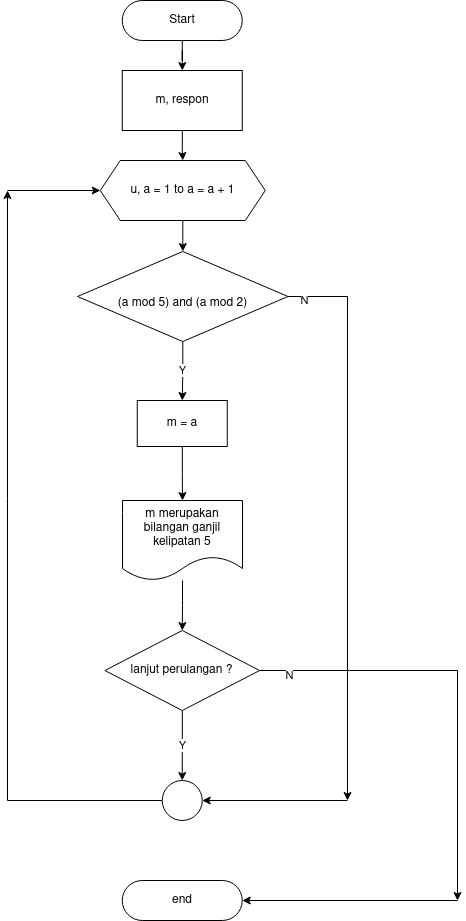 Start
m, respon
u, a = 1 to a = a + 1
(a mod 5) and (a mod 2)
N
Y
m = a
m merupakan
bilangan ganjil
kelipatan 5
lanjut perulangan ?
N
Y
end